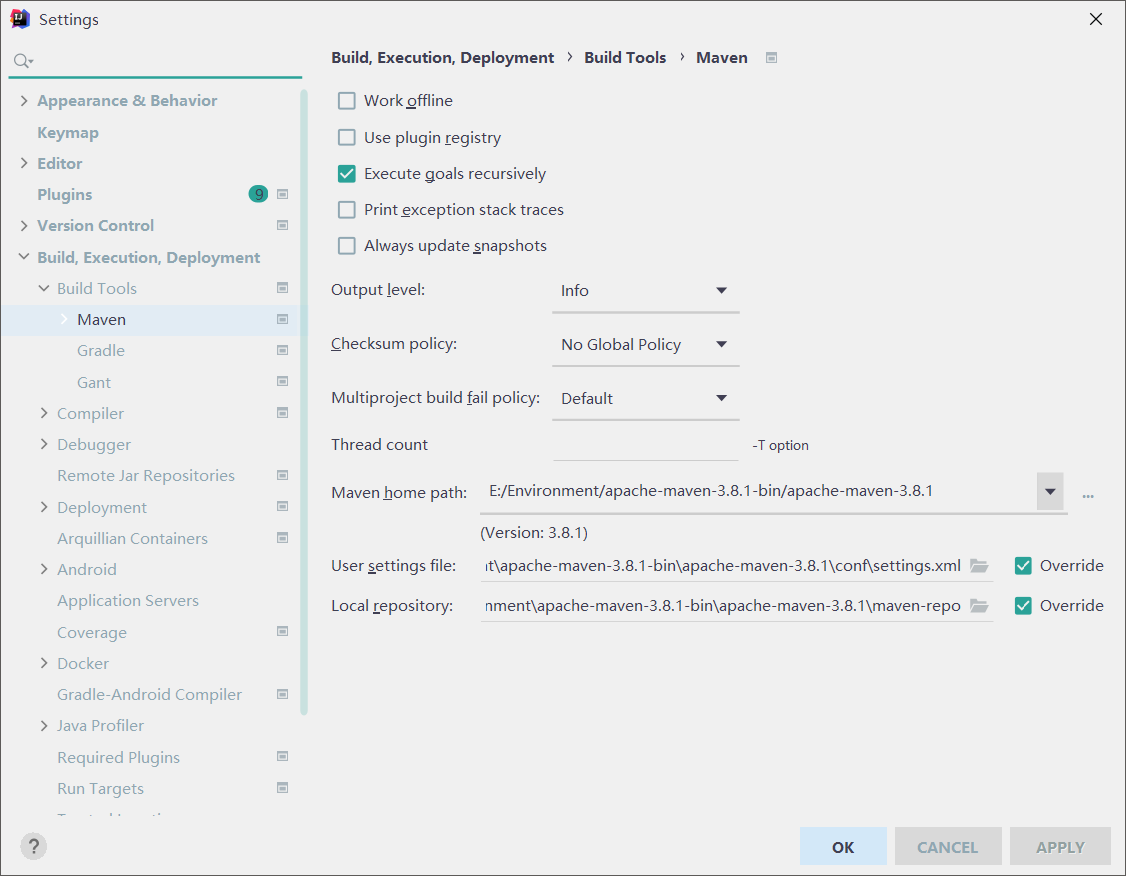 Settings
Appearance & Behavior
Keymap
Editor
Plugins 9
Version Control
Build, Execution, Deployment
Build Tools
Maven
Gradle
Gant
Compiler
Debugger
Remote Jar Repositories
Deployment
Arquillian Containers
Android
Application Servers
Coverage
Docker
Gradle-Android Compiler
Java Profiler
Required Plugins
Run Targets
Build, Execution, Deployment › Build Tools › Maven
Work offline
Use plugin registry
Execute goals recursively
Print exception stack traces
Always update snapshots
Output level: Info
Checksum policy: No Global Policy
Multiproject build fail policy: Default
Thread count -T option
Maven home path: E:/Environment/apache-maven-3.8.1-bin/apache-maven-3.8.1 ...
(Version: 3.8.1)
User settings file: nt\apache-maven-3.8.1-bin\apache-maven-3.8.1\conf\settings.xml Override
Local repository: nment\apache-maven-3.8.1-bin\apache-maven-3.8.1\maven-repo Override
? OK CANCEL APPLY